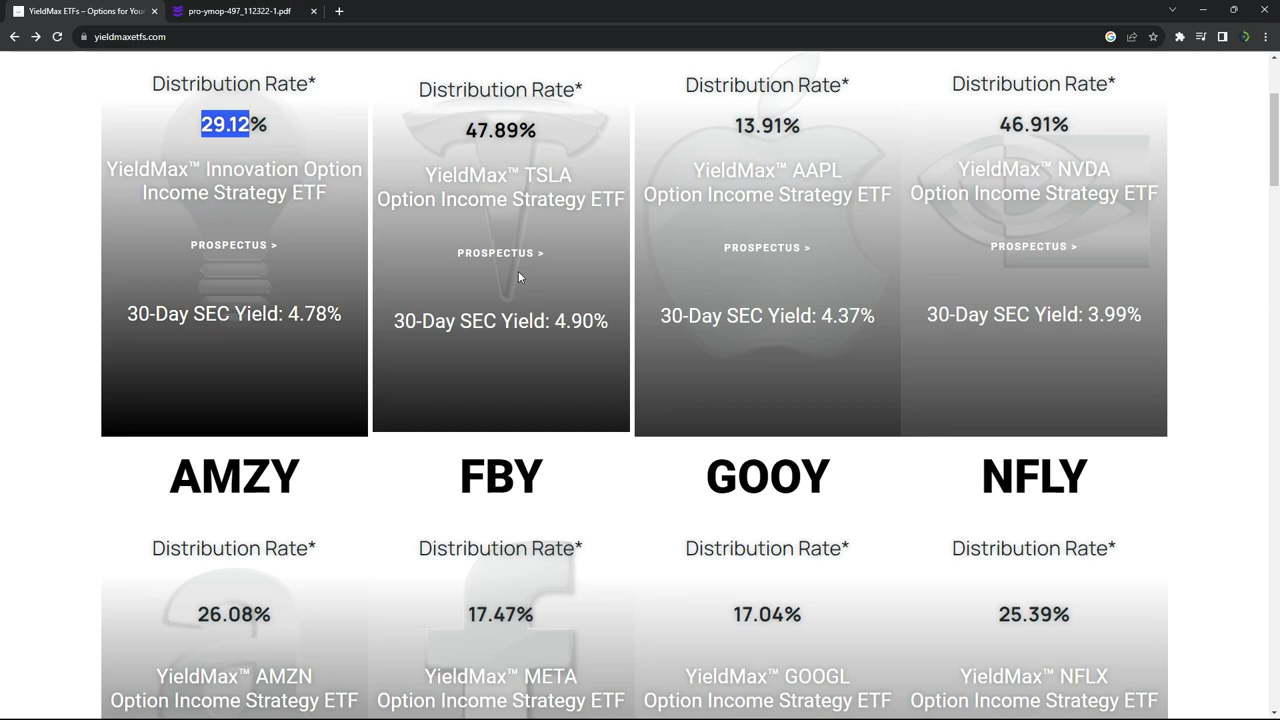 YieldMax ETFs – Options for Your
pro-ymop-497_112322-1.pdf
yieldmaxetfs.com
Distribution Rate*
29.12%
YieldMax™ Innovation Option
Income Strategy ETF
PROSPECTUS >
30-Day SEC Yield: 4.78%
Distribution Rate*
47.89%
YieldMax™ TSLA
Option Income Strategy ETF
PROSPECTUS >
30-Day SEC Yield: 4.90%
Distribution Rate*
13.91%
YieldMax™ AAPL
Option Income Strategy ETF
PROSPECTUS >
30-Day SEC Yield: 4.37%
Distribution Rate*
46.91%
YieldMax™ NVDA
Option Income Strategy ETF
PROSPECTUS >
30-Day SEC Yield: 3.99%
AMZY
Distribution Rate*
26.08%
YieldMax™ AMZN
Option Income Strategy ETF
FBY
Distribution Rate*
17.47%
YieldMax™ META
Option Income Strategy ETF
GOOY
Distribution Rate*
17.04%
YieldMax™ GOOGL
Option Income Strategy ETF
NFLY
Distribution Rate*
25.39%
YieldMax™ NFLX
Option Income Strategy ETF